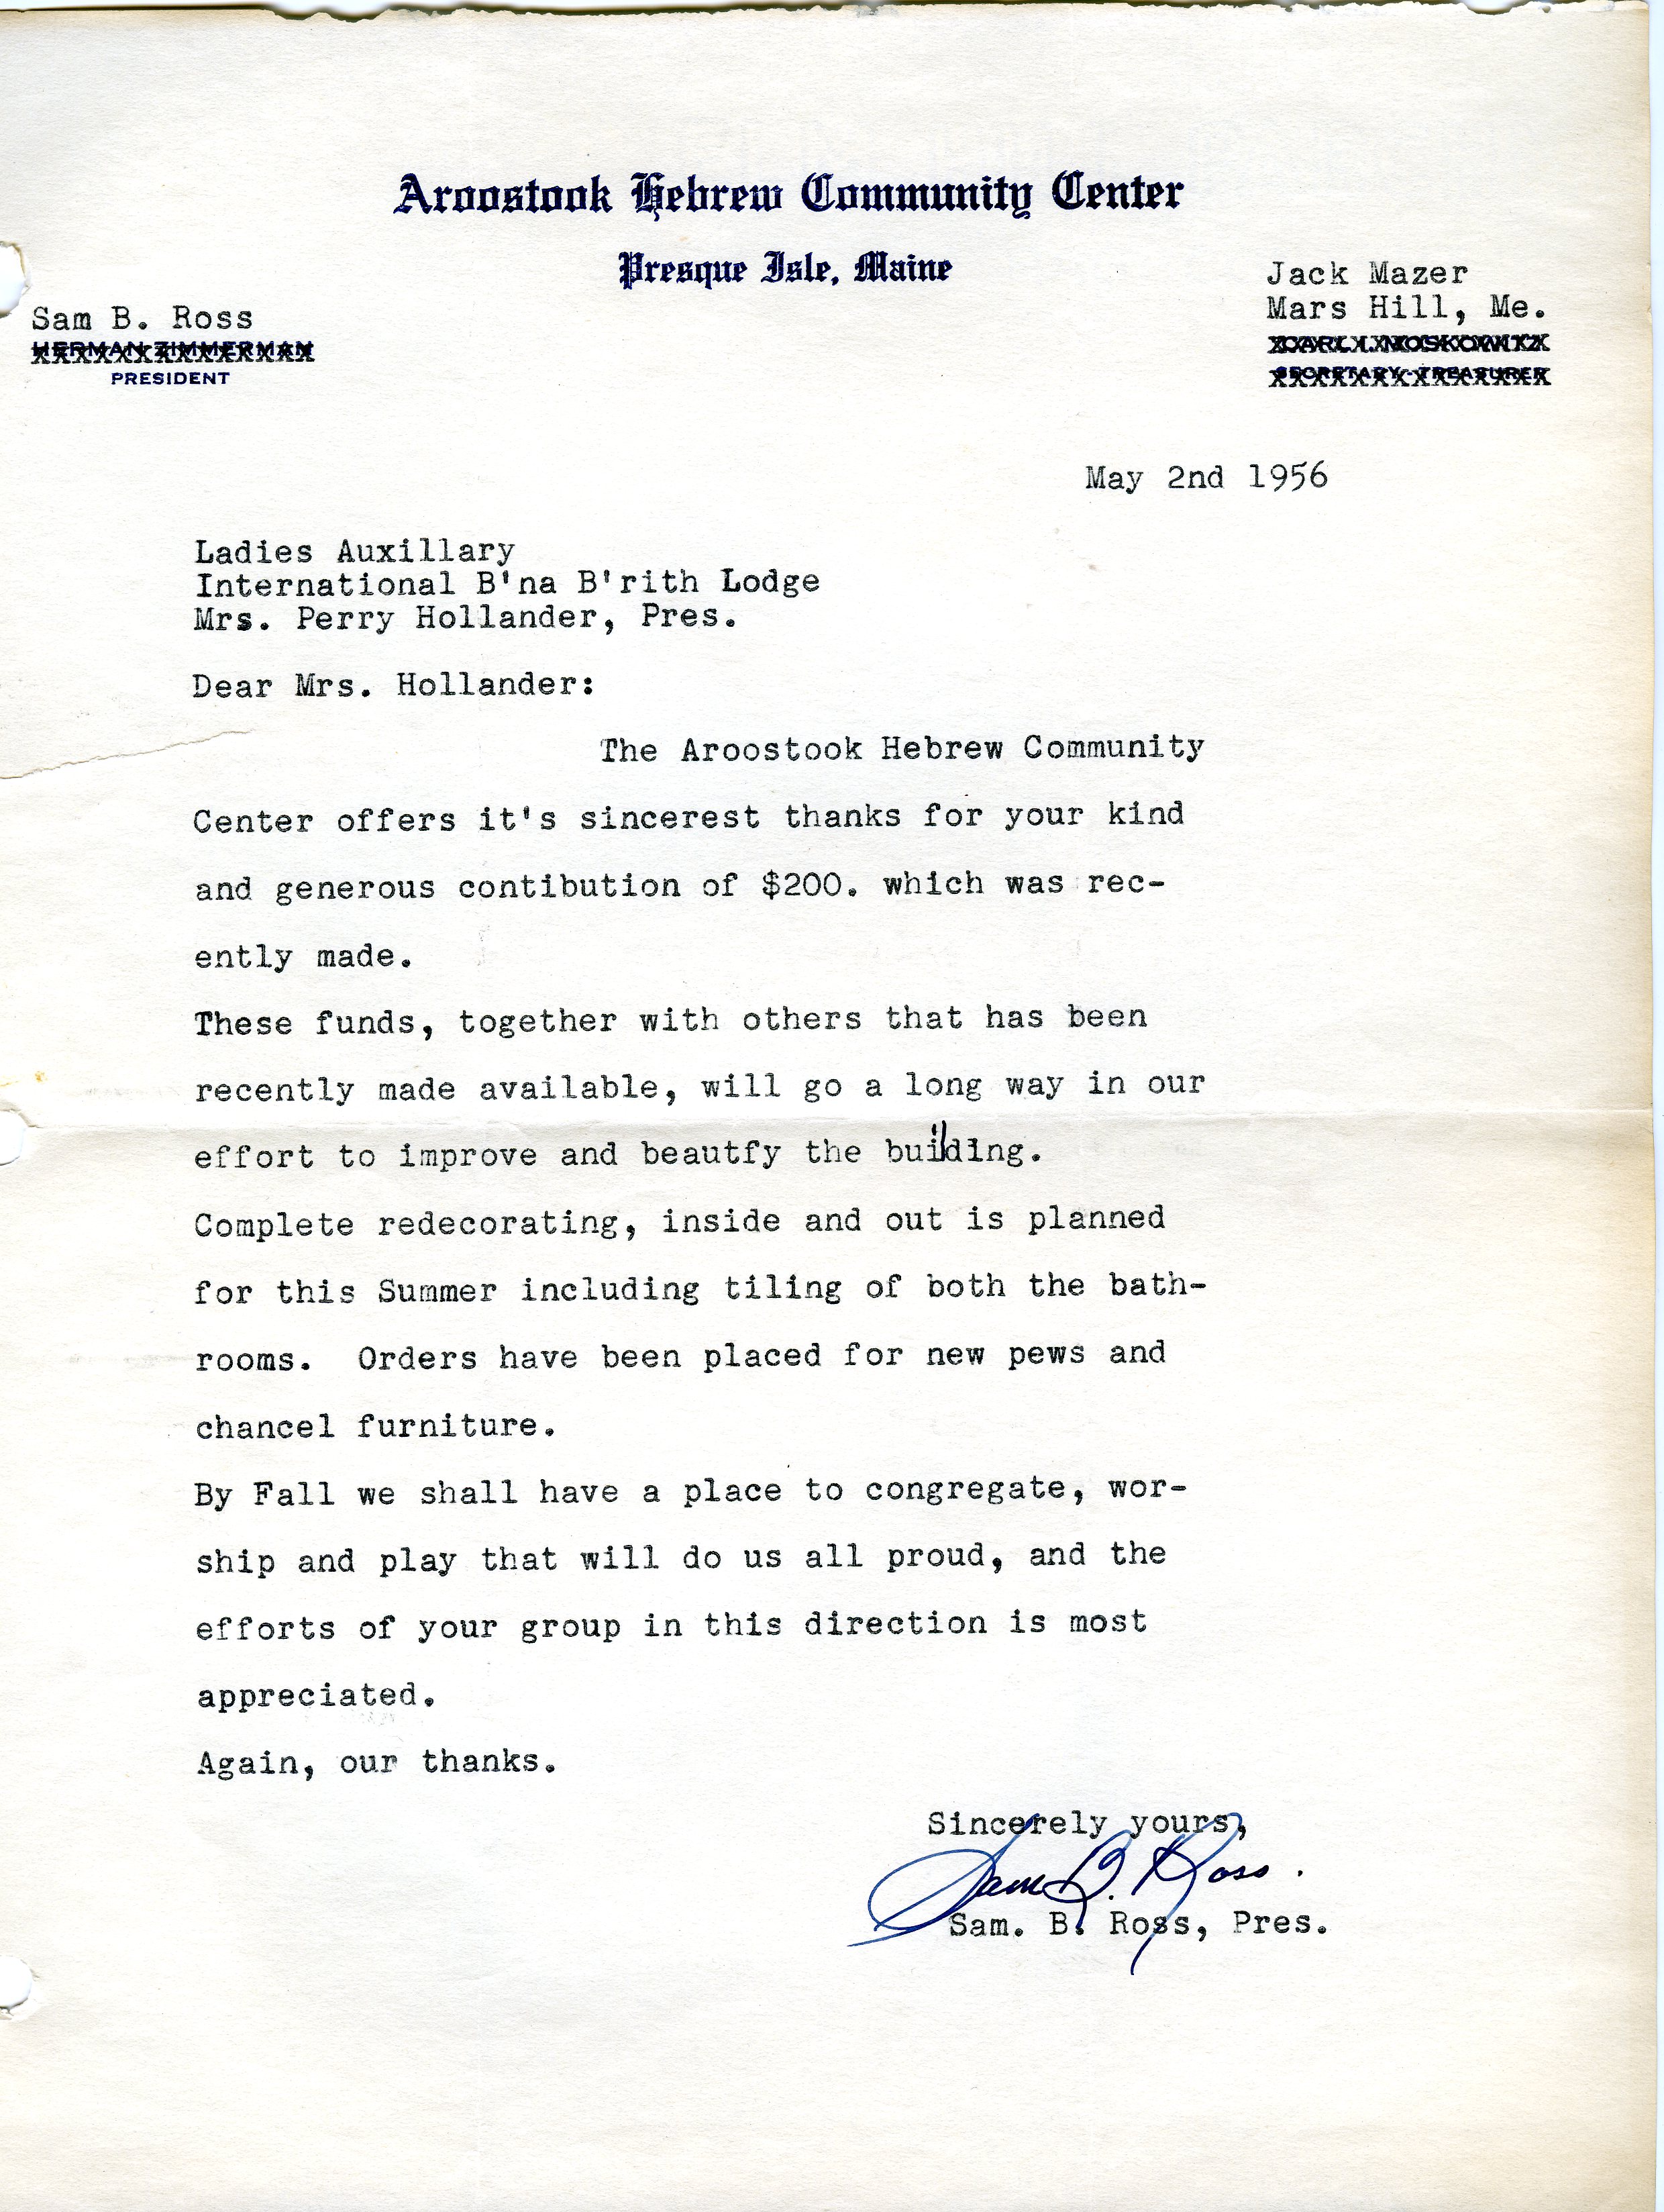 Aroostook Hebrew Community Center
Presque Isle, Maine
Sam B. Ross
HERMAN ZIMMERMAN
PRESIDENT
Jack Mazer
Mars Hill, Me.
CARL I. MOSKOWITZ
SECRETARY - TREASURER
May 2nd 1956
Ladies Auxillary
International B'na B'rith Lodge
Mrs. Perry Hollander, Pres.
Dear Mrs. Hollander:
The Aroostook Hebrew Community
Center offers it's sincerest thanks for your kind
and generous contibution of $200. which was rec-
ently made.
These funds, together with others that has been
recently made available, will go a long way in our
effort to improve and beautfy the building.
Complete redecorating, inside and out is planned
for this Summer including tiling of both the bath-
rooms. Orders have been placed for new pews and
chancel furniture.
By Fall we shall have a place to congregate, wor-
ship and play that will do us all proud, and the
efforts of your group in this direction is most
appreciated.
Again, our thanks.
Sincerely yours,
Sam B. Ross.
Sam. B. Ross, Pres.